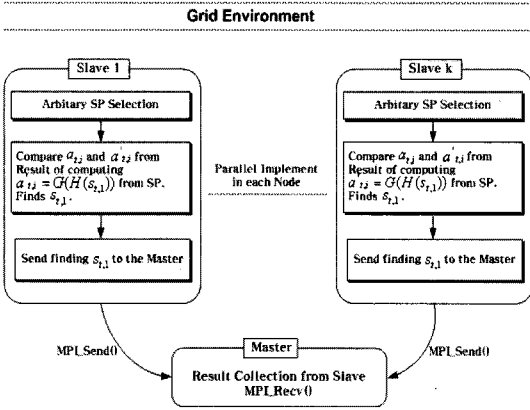 Grid Environment
Slave 1
Arbitary SP Selection
Compare a_{t,j} and a'_{t,j} from
Result of computing
a_{t,j} = G(H(s_{t,1})) from SP.
Finds s_{t,1}.
Send finding s_{t,1} to the Master
Parallel Implement
in each Node
Slave k
Arbitary SP Selection
Compare a_{t,j} and a'_{t,j} from
Result of computing
a_{t,j} = G(H(s_{t,1})) from SP.
Finds s_{t,1}.
Send finding s_{t,1} to the Master
MPI_Send()
MPI_Send()
Master
Result Collection from Slave
MPI_Recv()